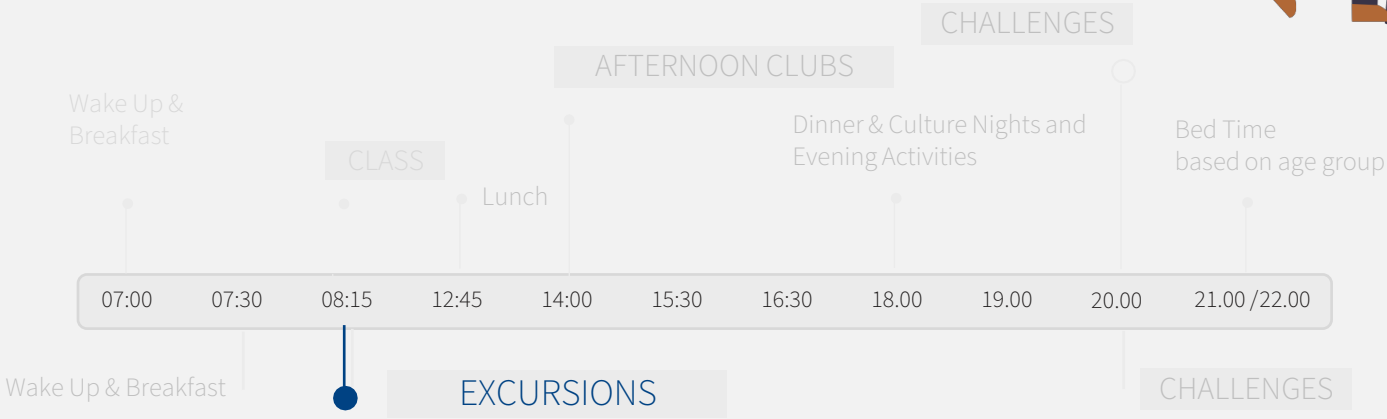 CHALLENGES
AFTERNOON CLUBS
Wake Up &
Breakfast
Dinner & Culture Nights and
Evening Activities
Bed Time
based on age group
CLASS
Lunch
07:00 07:30 08:15 12:45 14:00 15:30 16:30 18.00 19.00 20.00 21.00 /22.00
Wake Up & Breakfast
EXCURSIONS
CHALLENGES